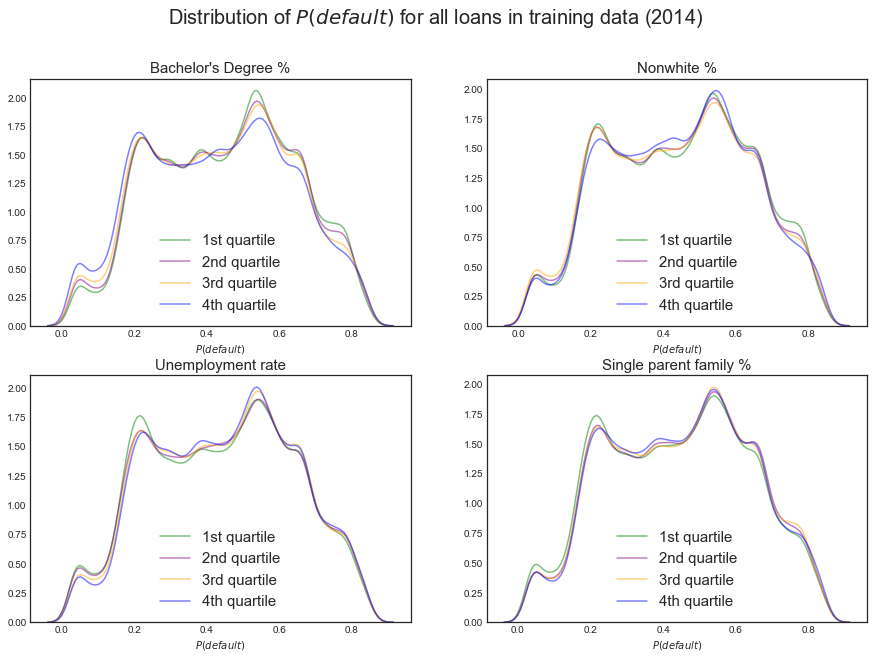 Distribution of P(default) for all loans in training data (2014)
Bachelor's Degree %
2.00
1.75
1.50
1.25
1.00
0.75
0.50
0.25
0.00
1st quartile
2nd quartile
3rd quartile
4th quartile
0.0 0.2 0.4 0.6 0.8
P(default)
Nonwhite %
2.00
1.75
1.50
1.25
1.00
0.75
0.50
0.25
0.00
1st quartile
2nd quartile
3rd quartile
4th quartile
0.0 0.2 0.4 0.6 0.8
P(default)
Unemployment rate
2.00
1.75
1.50
1.25
1.00
0.75
0.50
0.25
0.00
1st quartile
2nd quartile
3rd quartile
4th quartile
0.0 0.2 0.4 0.6 0.8
P(default)
Single parent family %
2.00
1.75
1.50
1.25
1.00
0.75
0.50
0.25
0.00
1st quartile
2nd quartile
3rd quartile
4th quartile
0.0 0.2 0.4 0.6 0.8
P(default)